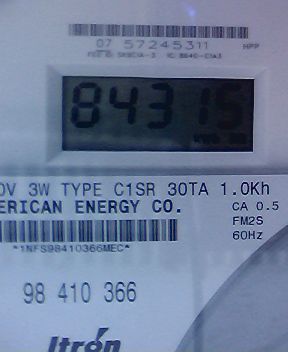 07 57245311 HPP
84315
0V 3W TYPE C1SR 30TA 1.0Kh
ERICAN ENERGY CO. CA 0.5
FM2S
60Hz
*1NFS98410366MEC*
98 410 366
Itron